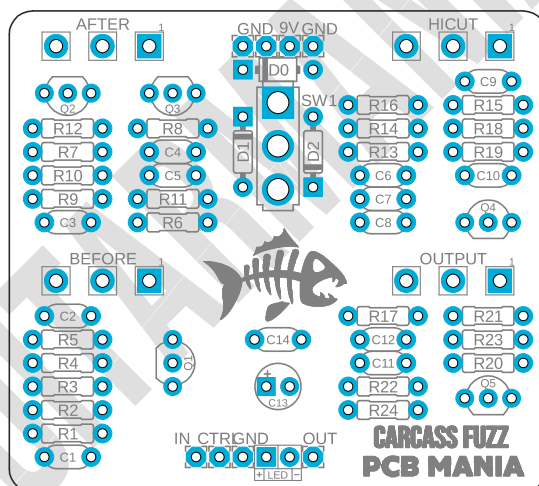 AFTER 1 GND 9V GND HICUT 1
D0
Q2 Q3 SW1 C9
R16 R15
R12 R8 R14 R18
R7 C4 D1 D2 R13 R19
R10 C5 C6 C10
R9 R11 C7
C3 R6 C8 Q4
BEFORE 1 OUTPUT 1
C2 R17 R21
R5 C14 C12 R23
R4 Q1 C11 R20
R3 + R22 Q5
R2 C13 R24
R1 CARCASS FUZZ
IN CTRL GND OUT
C1 + LED - PCB MANIA